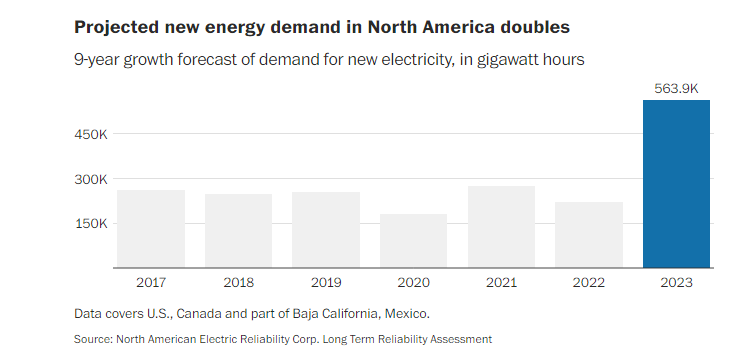 Projected new energy demand in North America doubles
9-year growth forecast of demand for new electricity, in gigawatt hours
563.9K
450K
300K
150K
2017 2018 2019 2020 2021 2022 2023
Data covers U.S., Canada and part of Baja California, Mexico.
Source: North American Electric Reliability Corp. Long Term Reliability Assessment